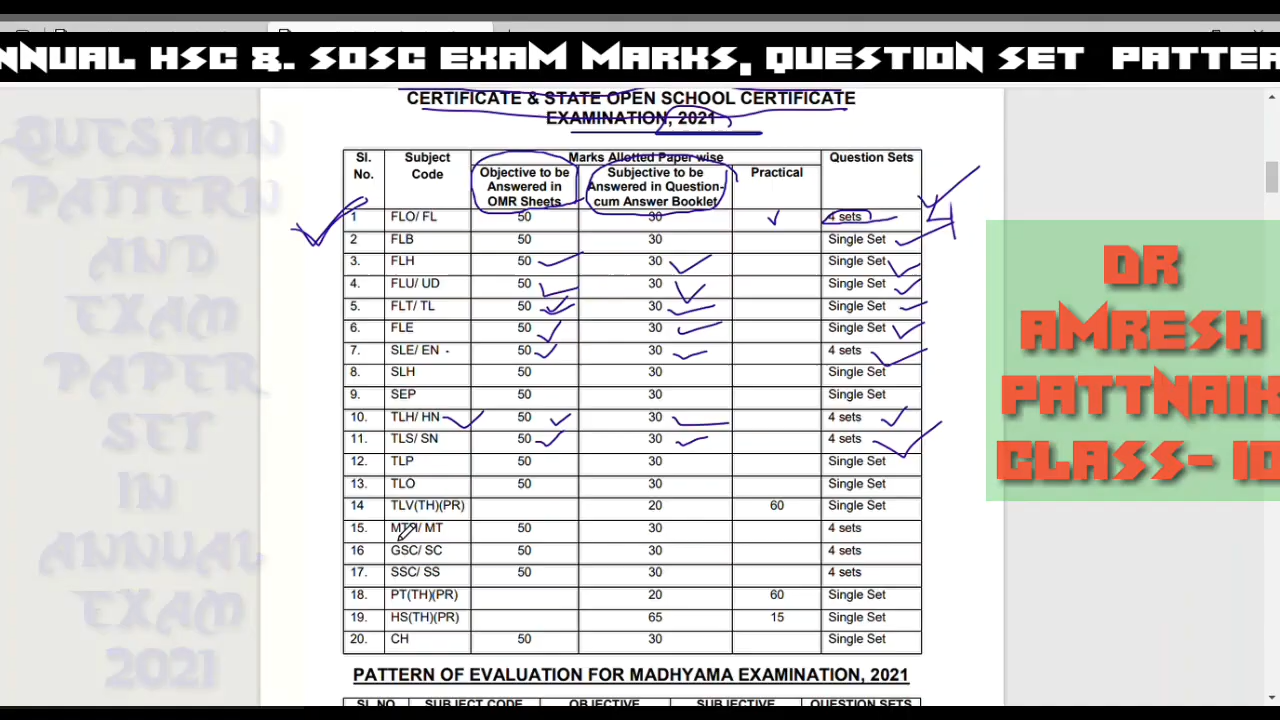 NNUAL HSC &. SOSC EXAM MARKS, QUESTION SET PATTER
CERTIFICATE & STATE OPEN SCHOOL CERTIFICATE
EXAMINATION, 2021
Sl. No. Subject Code Marks Allotted Paper wise Question Sets
Objective to be Answered in OMR Sheets Subjective to be Answered in Question-cum Answer Booklet Practical
1 FLO/ FL 50 30 4 sets
2 FLB 50 30 Single Set
3. FLH 50 30 Single Set
4. FLU/ UD 50 30 Single Set
5. FLT/ TL 50 30 Single Set
6. FLE 50 30 Single Set
7. SLE/ EN 50 30 4 sets
8. SLH 50 30 Single Set
9. SEP 50 30 Single Set
10. TLH/ HN 50 30 4 sets
11. TLS/ SN 50 30 4 sets
12. TLP 50 30 Single Set
13. TLO 50 30 Single Set
14 TLV(TH)(PR) 20 60 Single Set
15. / MT 50 30 4 sets
16 GSC/ SC 50 30 4 sets
17. SSC/ SS 50 30 4 sets
18. PT(TH)(PR) 20 60 Single Set
19. HS(TH)(PR) 65 15 Single Set
20. CH 50 30 Single Set
PATTERN OF EVALUATION FOR MADHYAMA EXAMINATION, 2021
SL NO SUBJECT CODE OBJECTIVE SUBJECTIVE QUESTION SETS
QUESTION
PATTERN
AND
EXAM
PATTER
SET
IN
ANNUAL
EXAM
2021
DR
AMRESH
PATTNAIK
CLASS- 10